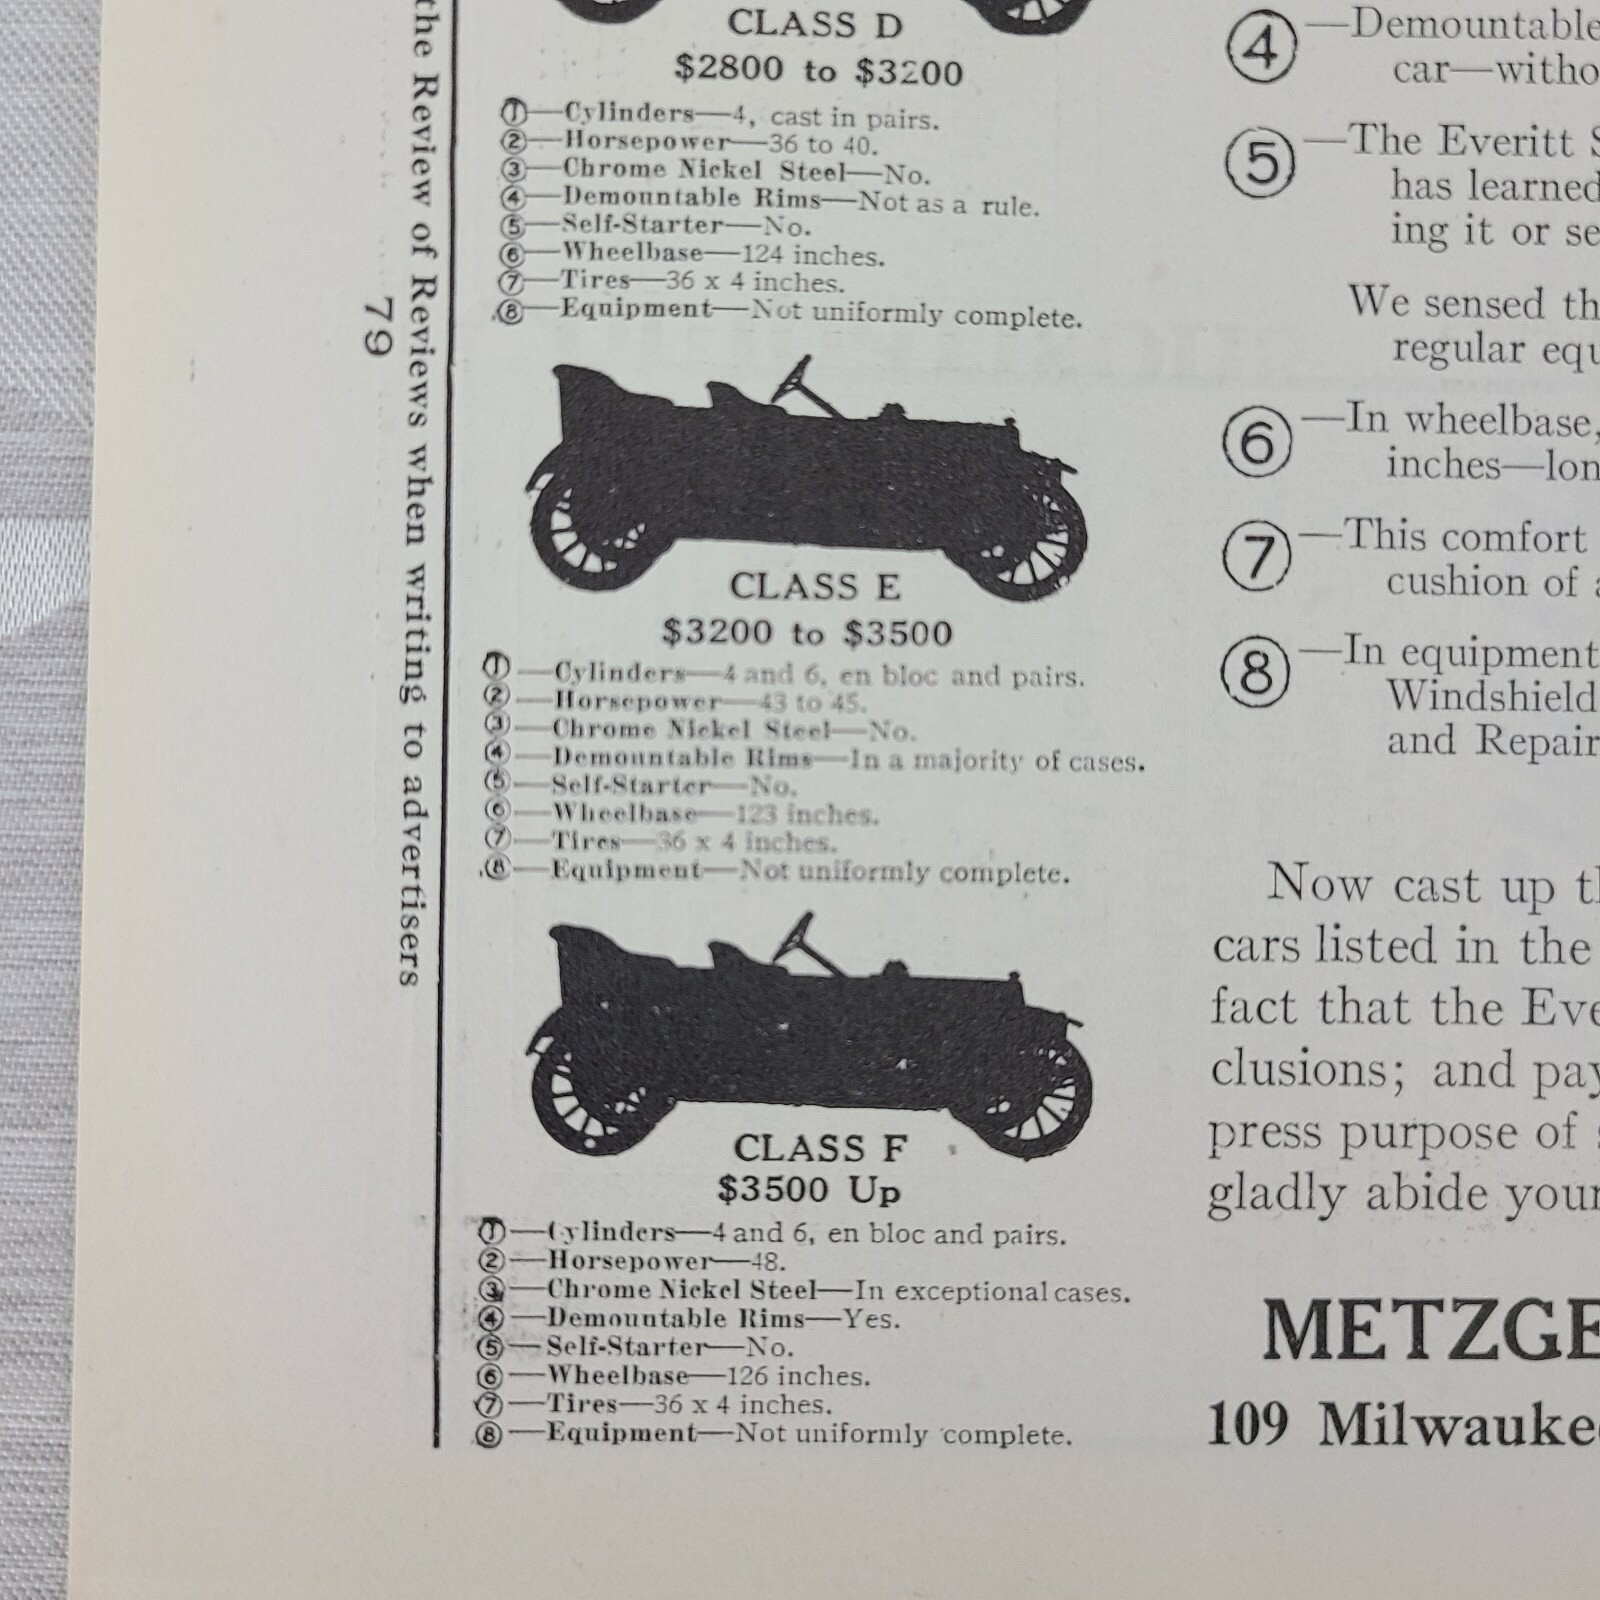 the Review of Reviews when writing to advertisers
79
CLASS D
$2800 to $3200
①—Cylinders—4, cast in pairs.
②—Horsepower—36 to 40.
③—Chrome Nickel Steel—No.
④—Demountable Rims—Not as a rule.
⑤—Self-Starter—No.
⑥—Wheelbase—124 inches.
⑦—Tires—36 x 4 inches.
⑧—Equipment—Not uniformly complete.
CLASS E
$3200 to $3500
①—Cylinders—4 and 6, en bloc and pairs.
②—Horsepower—43 to 45.
③—Chrome Nickel Steel—No.
④—Demountable Rims—In a majority of cases.
⑤—Self-Starter—No.
⑥—Wheelbase—123 inches.
⑦—Tires—36 x 4 inches.
⑧—Equipment—Not uniformly complete.
CLASS F
$3500 Up
①—Cylinders—4 and 6, en bloc and pairs.
②—Horsepower—48.
③—Chrome Nickel Steel—In exceptional cases.
④—Demountable Rims—Yes.
⑤—Self-Starter—No.
⑥—Wheelbase—126 inches.
⑦—Tires—36 x 4 inches.
⑧—Equipment—Not uniformly complete.
④—Demountable
car—witho
⑤—The Everitt S
has learned
ing it or se
We sensed th
regular equ
⑥—In wheelbase,
inches—lon
⑦—This comfort
cushion of a
⑧—In equipment
Windshield
and Repair
Now cast up th
cars listed in the
fact that the Eve
clusions; and pay
press purpose of s
gladly abide your
METZGE
109 Milwaukee